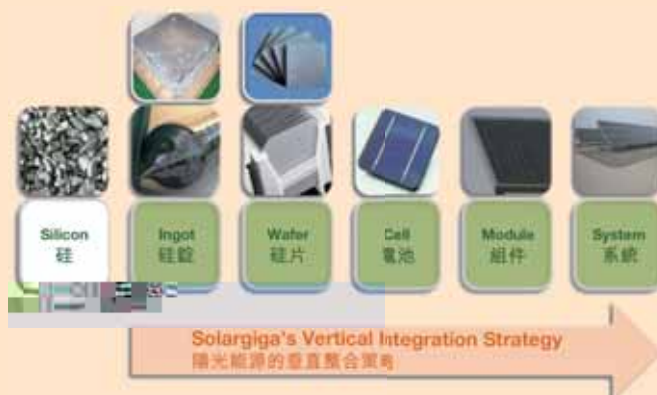 Silicon
硅
Ingot
硅錠
Wafer
硅片
Cell
電池
Module
組件
System
系統
Solargiga's Vertical Integration Strategy
陽光能源的垂直整合策略